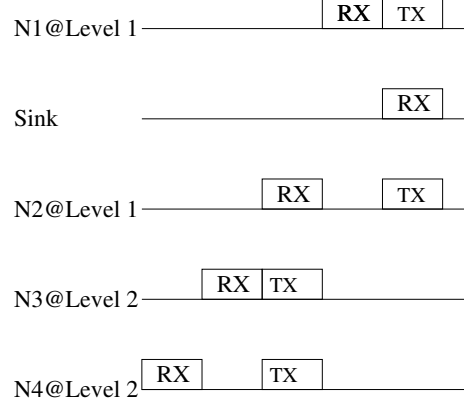 N1@Level 1 RX TX
Sink RX
N2@Level 1 RX TX
N3@Level 2 RX TX
N4@Level 2 RX TX